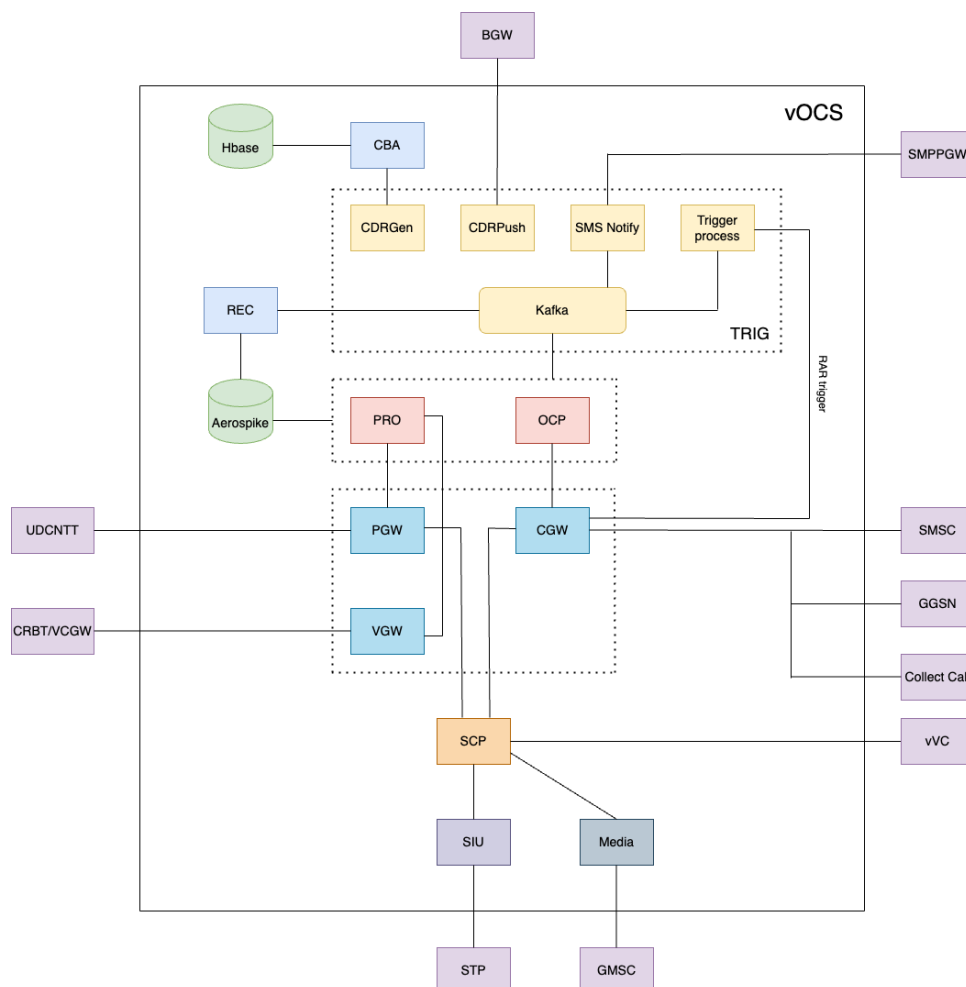 BGW
vOCS
Hbase
CBA
SMPPGW
CDRGen
CDRPush
SMS Notify
Trigger
process
REC
Kafka
TRIG
RAR trigger
Aerospike
PRO
OCP
UDCNTT
PGW
CGW
SMSC
GGSN
CRBT/VCGW
VGW
Collect Cal
SCP
vVC
SIU
Media
STP
GMSC